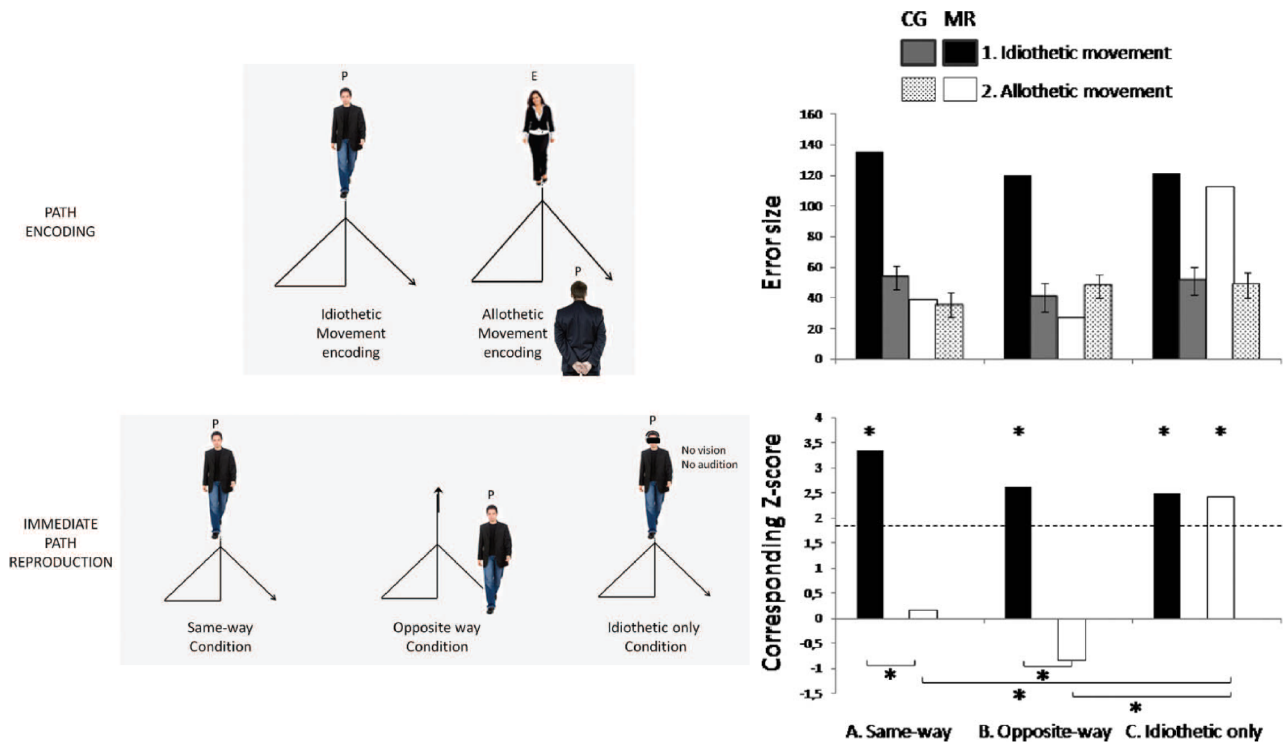 P
E
PATH
ENCODING
P
Idiothetic
Movement
encoding
Allothetic
Movement
encoding
P
P
P
No vision
No audition
IMMEDIATE
PATH
REPRODUCTION
Same-way
Condition
Opposite way
Condition
Idiothetic only
Condition
CG MR
1. Idiothetic movement
2. Allothetic movement
Error size
160
140
120
100
80
60
40
20
0
Corresponding Z-score
4
3,5
3
2,5
2
1,5
1
0,5
0
-0,5
-1
-1,5
* * * *
* *
* *
A. Same-way B. Opposite-way C. Idiothetic only